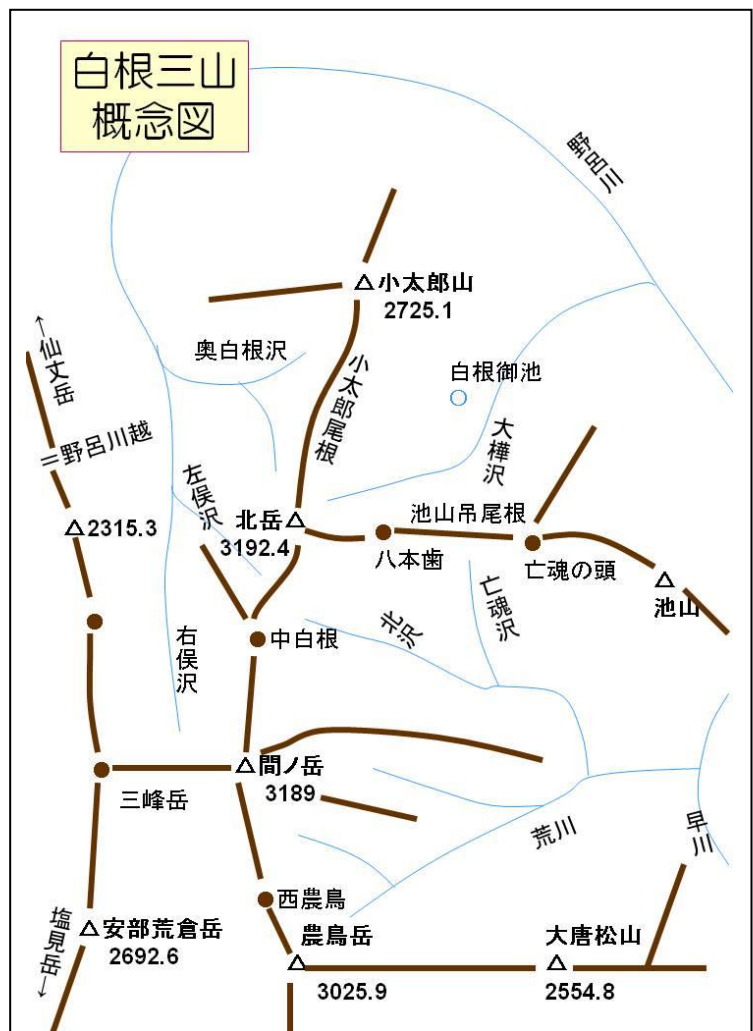 白根三山
概念図
野呂川
小太郎山
2725.1
←仙丈岳
奥白根沢
小太郎尾根
白根御池
野呂川越
大樺沢
左俣沢
2315.3
北岳
3192.4
池山吊尾根
八本歯
亡魂の頭
亡魂沢
池山
北沢
中白根
右俣沢
間ノ岳
3189
三峰岳
荒川
早川
西農鳥
塩見岳→
安部荒倉岳
2692.6
農鳥岳
3025.9
大唐松山
2554.8